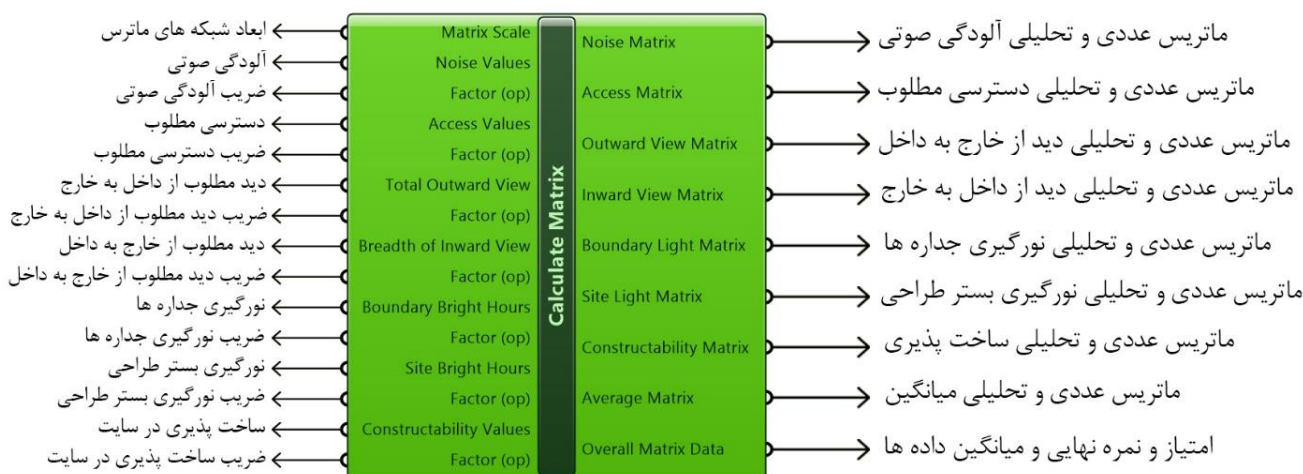 ابعاد شبکه های ماترس
Matrix Scale
آلودگی صوتی
Noise Values
ضریب آلودگی صوتی
Factor (op)
دسترسی مطلوب
Access Values
ضریب دسترسی مطلوب
Factor (op)
دید مطلوب از داخل به خارج
Total Outward View
ضریب دید مطلوب از داخل به خارج
Factor (op)
دید مطلوب از خارج به داخل
Breadth of Inward View
ضریب دید مطلوب از خارج به داخل
Factor (op)
نورگیری جداره ها
Boundary Bright Hours
ضریب نورگیری جداره ها
Factor (op)
نورگیری بستر طراحی
Site Bright Hours
ضریب نورگیری بستر طراحی
Factor (op)
ساخت پذیری در سایت
Constructability Values
ضریب ساخت پذیری در سایت
Factor (op)
Calculate Matrix
Noise Matrix
ماتریس عددی و تحلیلی آلودگی صوتی
Access Matrix
ماتریس عددی و تحلیلی دسترسی مطلوب
Outward View Matrix
ماتریس عددی و تحلیلی دید از خارج به داخل
Inward View Matrix
ماتریس عددی و تحلیلی دید از داخل به خارج
Boundary Light Matrix
ماتریس عددی و تحلیلی نورگیری جداره ها
Site Light Matrix
ماتریس عددی و تحلیلی نورگیری بستر طراحی
Constructability Matrix
ماتریس عددی و تحلیلی ساخت پذیری
Average Matrix
ماتریس عددی و تحلیلی میانگین
Overall Matrix Data
امتیاز و نمره نهایی و میانگین داده ها